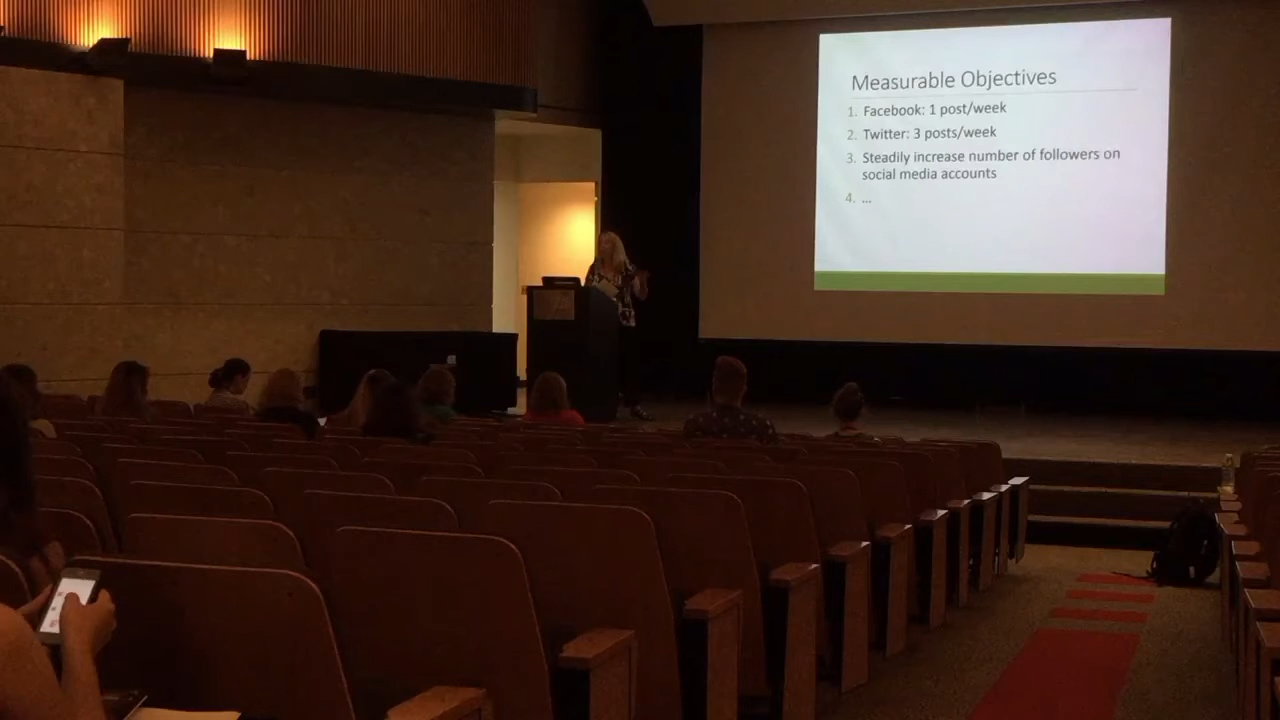 Measurable Objectives
1. Facebook: 1 post/week
2. Twitter: 3 posts/week
3. Steadily increase number of followers on
social media accounts
4. ...